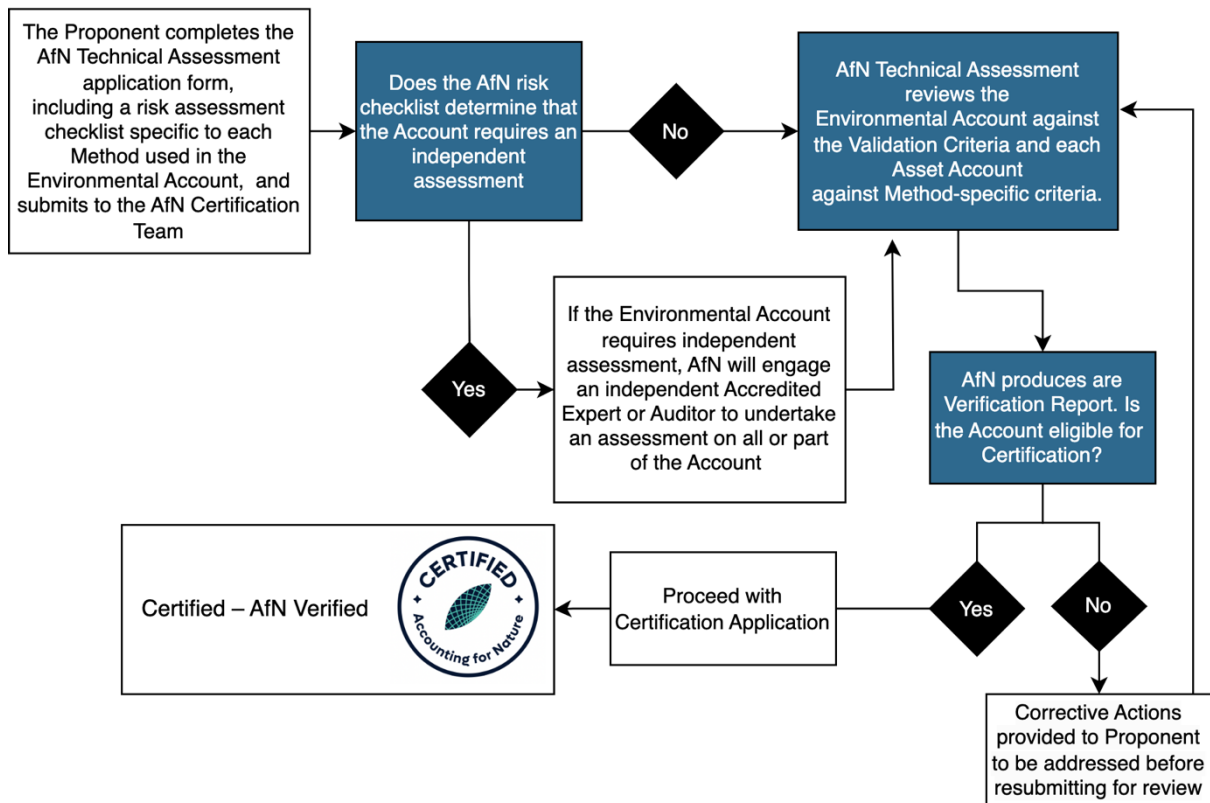 The Proponent completes the
AfN Technical Assessment
application form,
including a risk assessment
checklist specific to each
Method used in the
Environmental Account, and
submits to the AfN Certification
Team
Does the AfN risk
checklist determine that
the Account requires an
independent
assessment
No
AfN Technical Assessment
reviews the
Environmental Account against
the Validation Criteria and each
Asset Account
against Method-specific criteria.
Yes
If the Environmental Account
requires independent
assessment, AfN will engage
an independent Accredited
Expert or Auditor to undertake
an assessment on all or part
of the Account
AfN produces are
Verification Report. Is
the Account eligible for
Certification?
Yes
No
Proceed with
Certification Application
Certified – AfN Verified
CERTIFIED
Accounting for Nature
Corrective Actions
provided to Proponent
to be addressed before
resubmitting for review